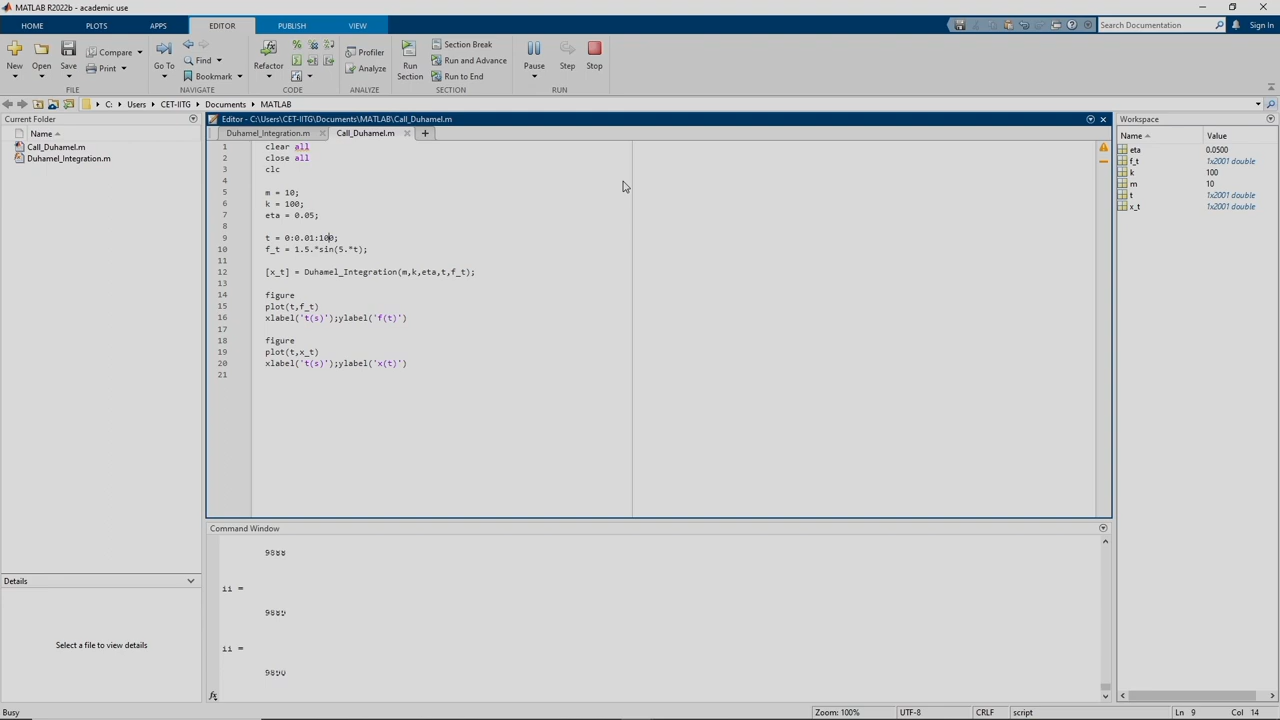 MATLAB R2022b - academic use
HOME PLOTS APPS EDITOR PUBLISH VIEW
Search Documentation
Sign In
New Open Save Compare Print
Go To Find Bookmark
Refactor
Profiler Analyze
Run Section
Section Break
Run and Advance
Run to End
Pause Step Stop
FILE NAVIGATE CODE ANALYZE SECTION RUN
C: Users CET-IITG Documents MATLAB
Current Folder
Name
Call_Duhamel.m
Duhamel_Integration.m
Details
Select a file to view details
Editor - C:\Users\CET-IITG\Documents\MATLAB\Call_Duhamel.m
Duhamel_Integration.m Call_Duhamel.m
1 clear all
2 close all
3 clc
4
5 m = 10;
6 k = 100;
7 eta = 0.05;
8
9 t = 0:0.01:100;
10 f_t = 1.5.*sin(5.*t);
11
12 [x_t] = Duhamel_Integration(m,k,eta,t,f_t);
13
14 figure
15 plot(t,f_t)
16 xlabel('t(s)');ylabel('f(t)')
17
18 figure
19 plot(t,x_t)
20 xlabel('t(s)');ylabel('x(t)')
21
Command Window
ii =
ii =
fx
Workspace
Name Value
eta 0.0500
f_t 1x2001 double
k 100
m 10
t 1x2001 double
x_t 1x2001 double
Busy
Zoom: 100% UTF-8 CRLF script Ln 9 Col 14